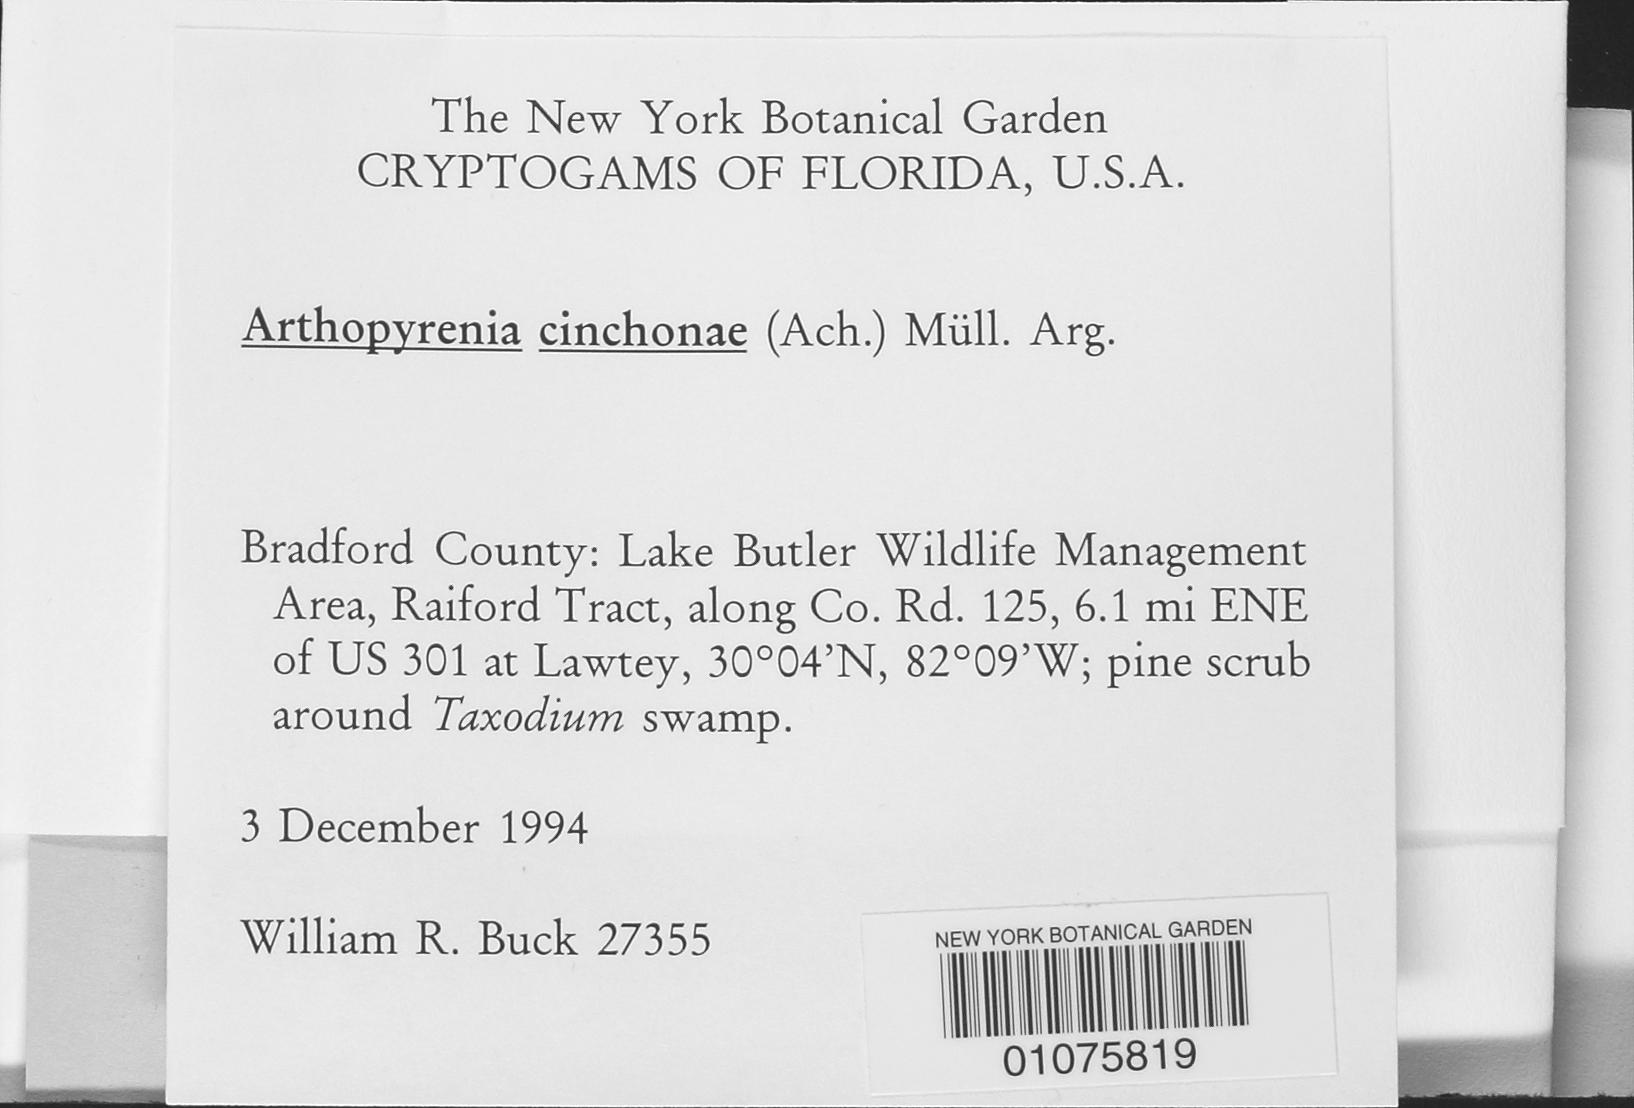 The New York Botanical Garden
CRYPTOGAMS OF FLORIDA, U.S.A.
Arthopyrenia cinchonae (Ach.) Müll. Arg.
Bradford County: Lake Butler Wildlife Management
Area, Raiford Tract, along Co. Rd. 125, 6.1 mi ENE
of US 301 at Lawtey, 30°04'N, 82°09'W; pine scrub
around Taxodium swamp.
3 December 1994
William R. Buck 27355
NEW YORK BOTANICAL GARDEN
01075819